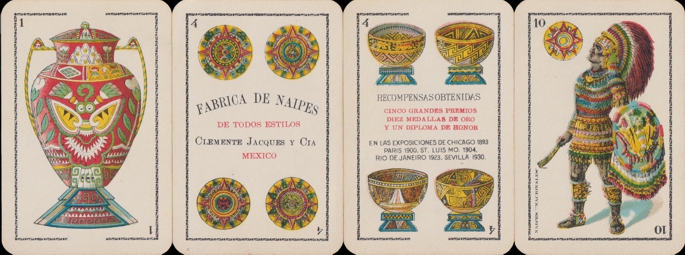 1
1
4
FABRICA DE NAIPES
DE TODOS ESTILOS
CLEMENTE JACQUES Y CIA
MEXICO
4
4
RECOMPENSAS OBTENIDAS
CINCO GRANDES PREMIOS
DIEZ MEDALLAS DE ORO
Y UN DIPLOMA DE HONOR
EN LAS EXPOSICIONES DE CHICAGO 1893
PARIS 1900, ST. LUIS MO. 1904,
RIO DE JANEIRO 1923, SEVILLA 1930.
4
10
10